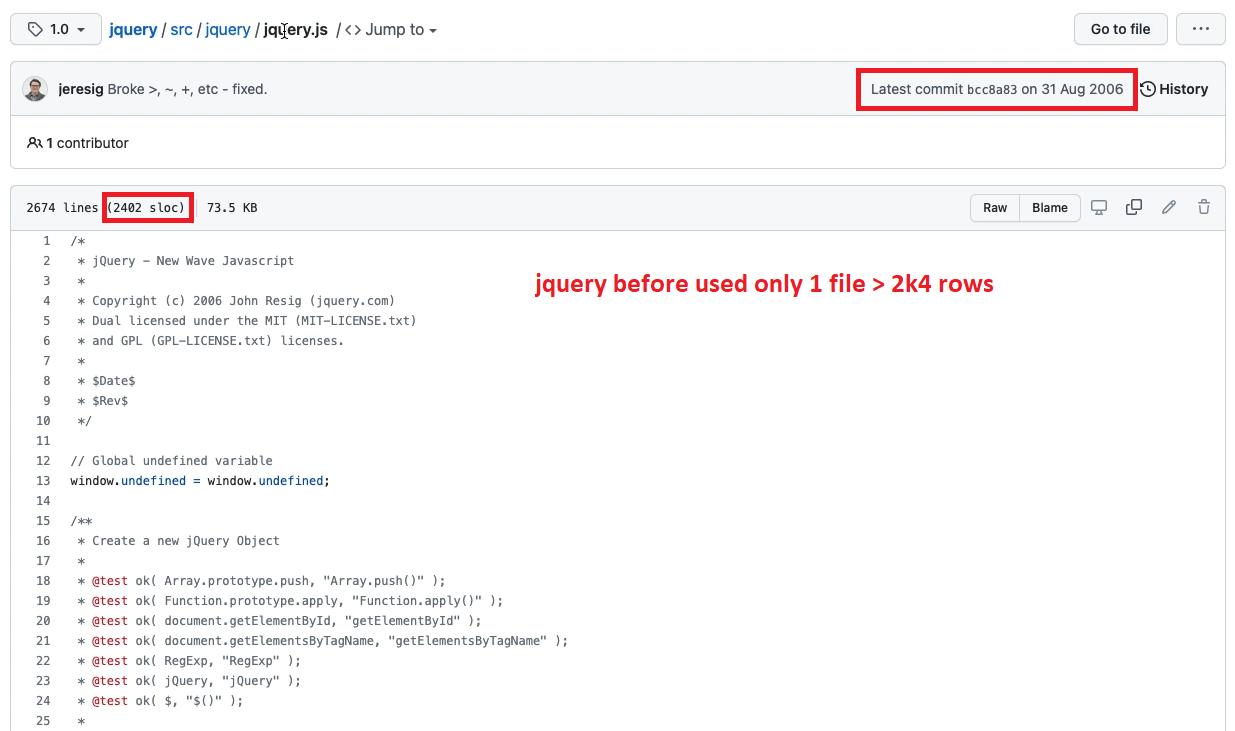 1.0 jquery / src / jquery / jquery.js / <> Jump to Go to file ...
jeresig Broke >, ~, +, etc - fixed. Latest commit bcc8a83 on 31 Aug 2006 History
1 contributor
2674 lines (2402 sloc) 73.5 KB Raw Blame
1 /*
2 * jQuery - New Wave Javascript
3 *
jquery before used only 1 file > 2k4 rows
4 * Copyright (c) 2006 John Resig (jquery.com)
5 * Dual licensed under the MIT (MIT-LICENSE.txt)
6 * and GPL (GPL-LICENSE.txt) licenses.
7 *
8 * $Date$
9 * $Rev$
10 */
11
12 // Global undefined variable
13 window.undefined = window.undefined;
14
15 /**
16 * Create a new jQuery Object
17 *
18 * @test ok( Array.prototype.push, "Array.push()" );
19 * @test ok( Function.prototype.apply, "Function.apply()" );
20 * @test ok( document.getElementById, "getElementById" );
21 * @test ok( document.getElementsByTagName, "getElementsByTagName" );
22 * @test ok( RegExp, "RegExp" );
23 * @test ok( jQuery, "jQuery" );
24 * @test ok( $, "$()" );
25 *